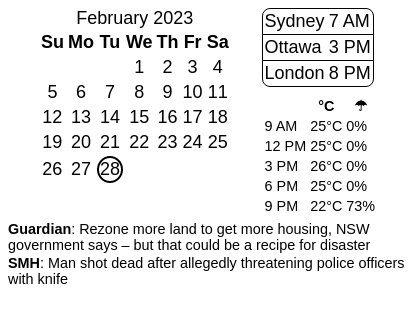 February 2023
Su Mo Tu We Th Fr Sa
1 2 3 4
5 6 7 8 9 10 11
12 13 14 15 16 17 18
19 20 21 22 23 24 25
26 27 28
Sydney 7 AM
Ottawa 3 PM
London 8 PM
°C ☂
9 AM 25°C 0%
12 PM 25°C 0%
3 PM 26°C 0%
6 PM 25°C 0%
9 PM 22°C 73%
Guardian: Rezone more land to get more housing, NSW
government says – but that could be a recipe for disaster
SMH: Man shot dead after allegedly threatening police officers
with knife